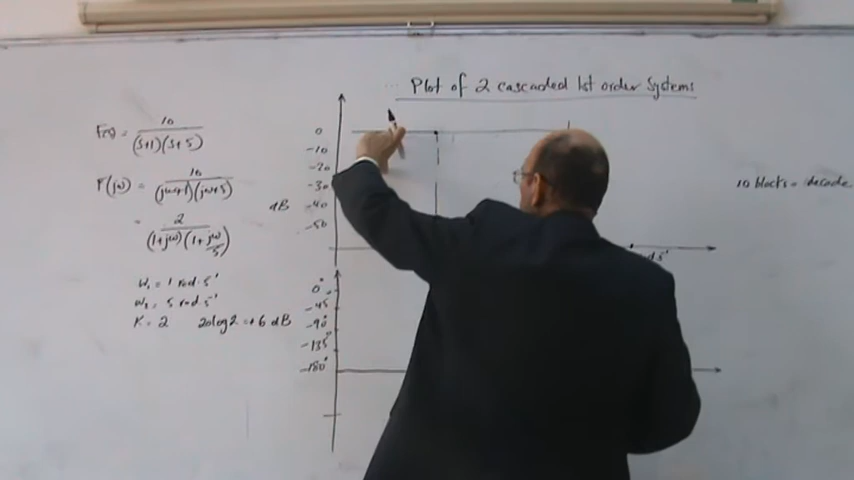 Plot of 2 cascaded 1st order Systems
F(s) = 10 / (s+1)(s+5)
F(jω) = 10 / (jω+1)(jω+5)
= 2 / (1+jω)(1+jω/5)
ω₁ = 1 rad.s⁻¹
ω₂ = 5 rad.s⁻¹
K = 2 20log2 = +6 dB
0
-10
-20
-30
dB
-40
-50
0°
-45
-90°
-135°
-180°
10 blocks = decade